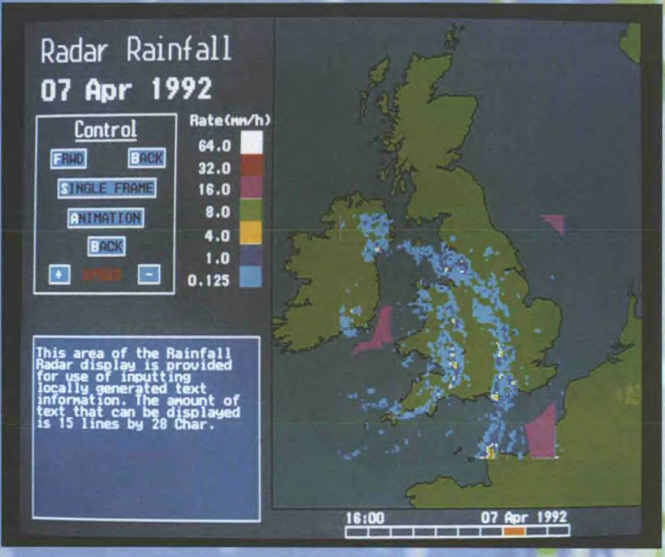 Radar Rainfall
07 Apr 1992
Control
FRWD BACK
SINGLE FRAME
ANIMATION
BACK
+ -
Rate(mm/h)
64.0
32.0
16.0
8.0
4.0
1.0
0.125
This area of the Rainfall
Radar display is provided
for use of inputting
locally generated text
information. The amount of
text that can be displayed
is 15 lines by 28 Char.
16:00 07 Apr 1992